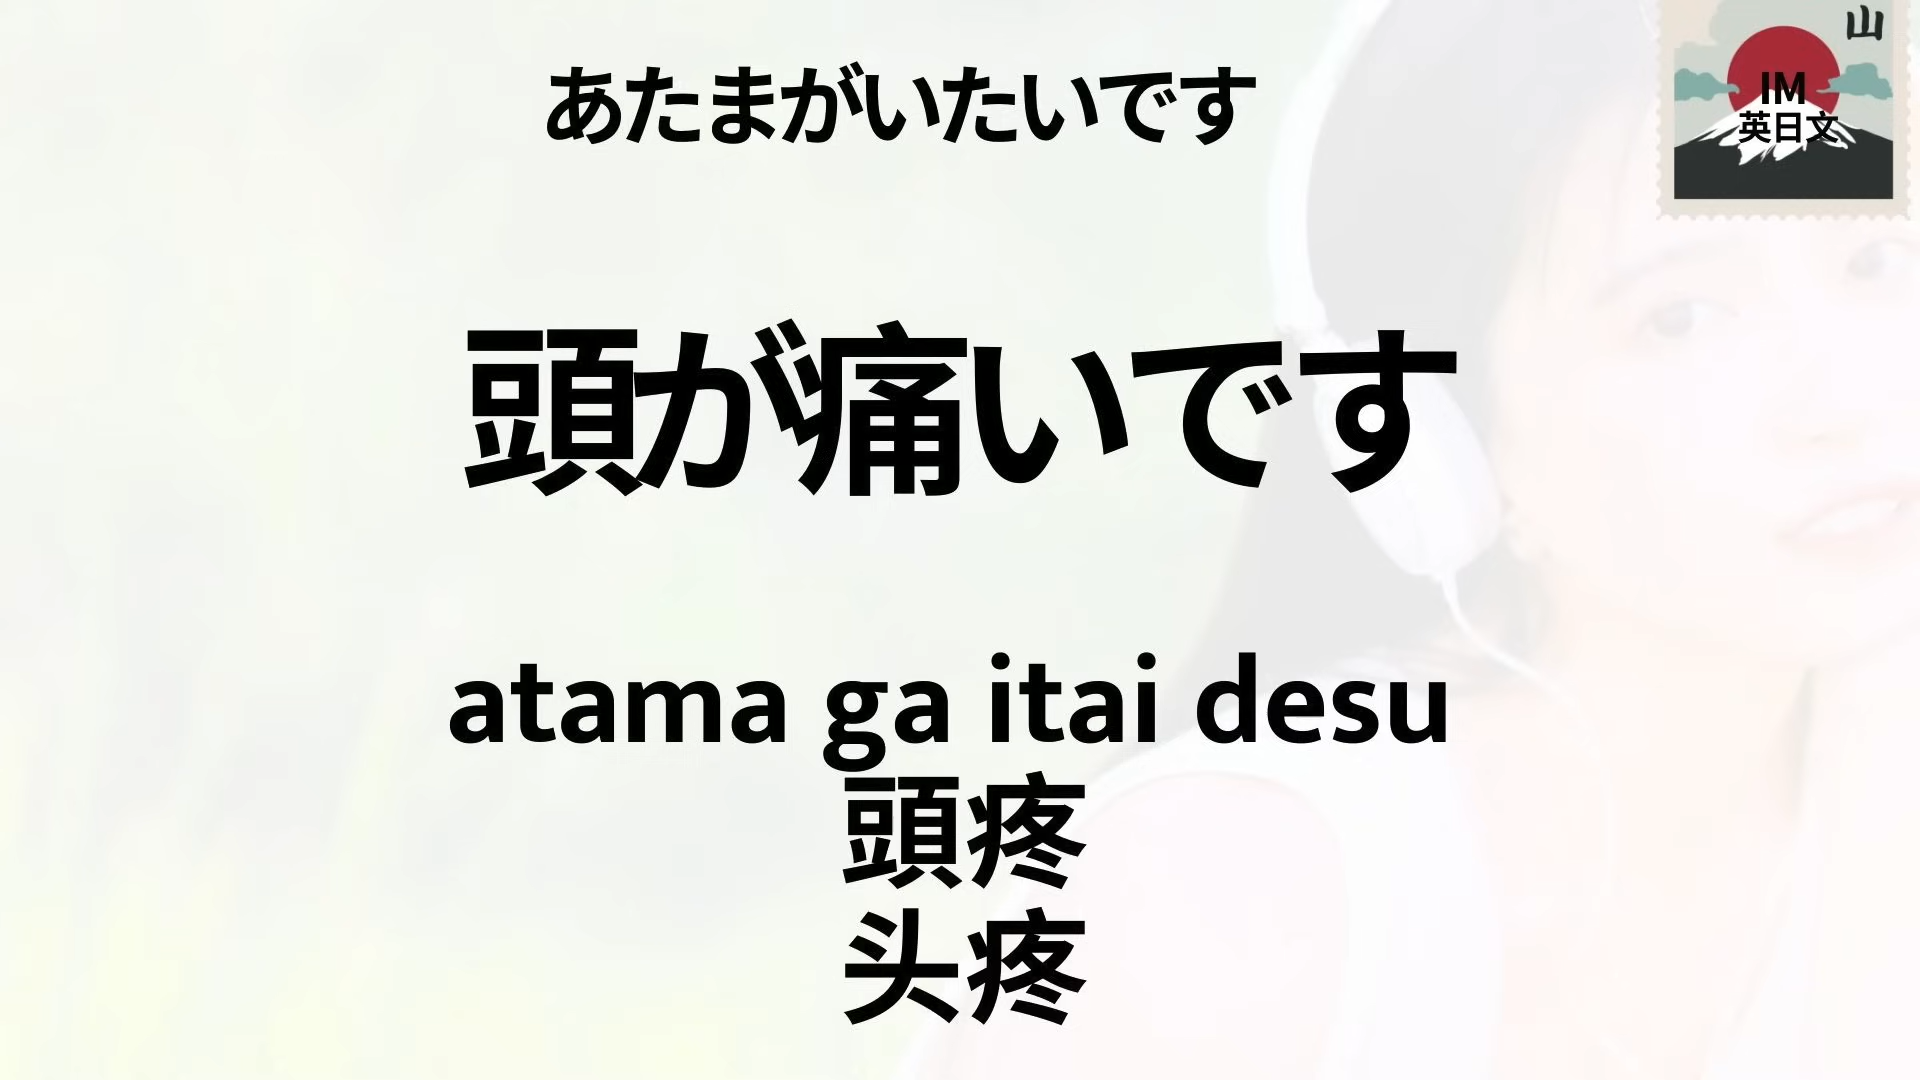 あたまがいたいです
山
IM
英日文
頭が痛いです
atama ga itai desu
頭疼
头疼